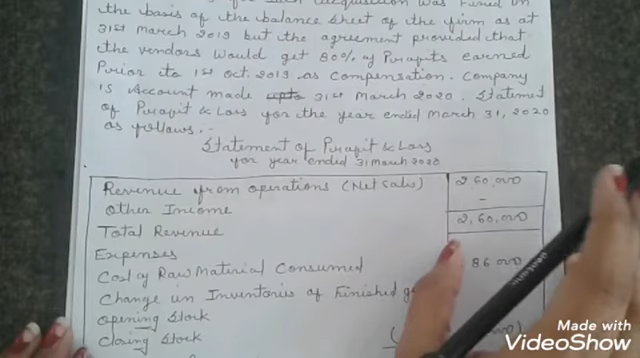 acquisition was
the basis of the balance sheet of the firm as at
31st March 2019 but the agreement provided that
the vendors would get 80% of Profits earned
Prior to 1st Oct. 2019 as compensation. Company
is Account made upto 31st March 2020. Statement
of Profit & Loss for the year ended March 31, 2020
as follows:-
Statement of Profit & Loss
for year ended 31 March 2020
Revenue from operations (Net Sales) 2 60,000
Other Income -
Total Revenue 2,60,000
Expenses
Cost of Raw Material Consumed 86 000
Change in Inventories of Finished
opening stock
Closing stock (
Made with
VideoShow